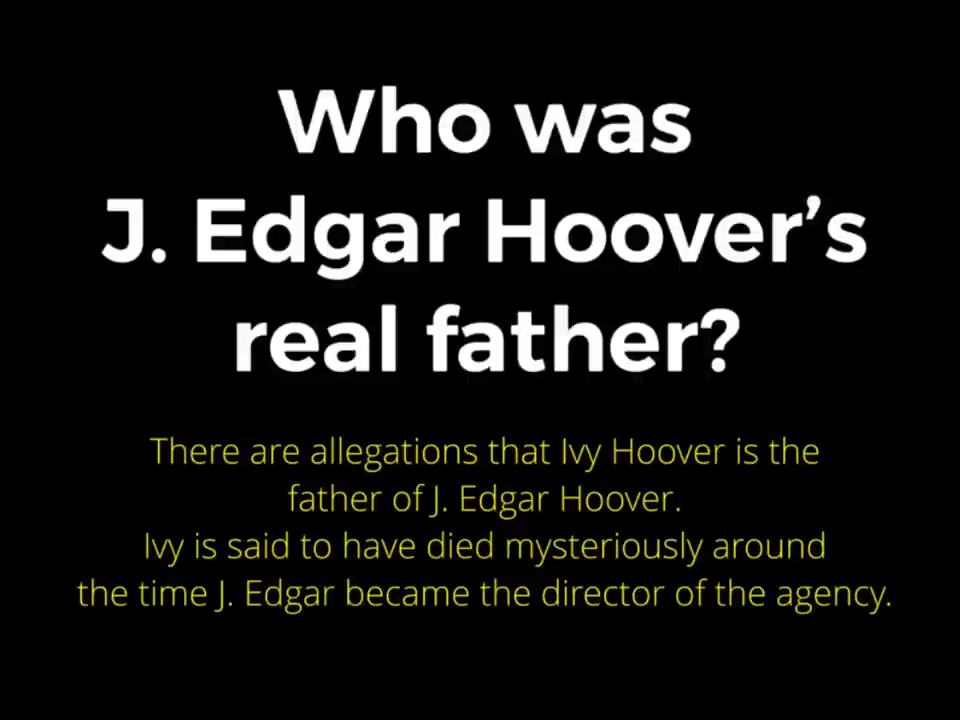 Who was
J. Edgar Hoover’s
real father?
There are allegations that Ivy Hoover is the
father of J. Edgar Hoover.
Ivy is said to have died mysteriously around
the time J. Edgar became the director of the agency.